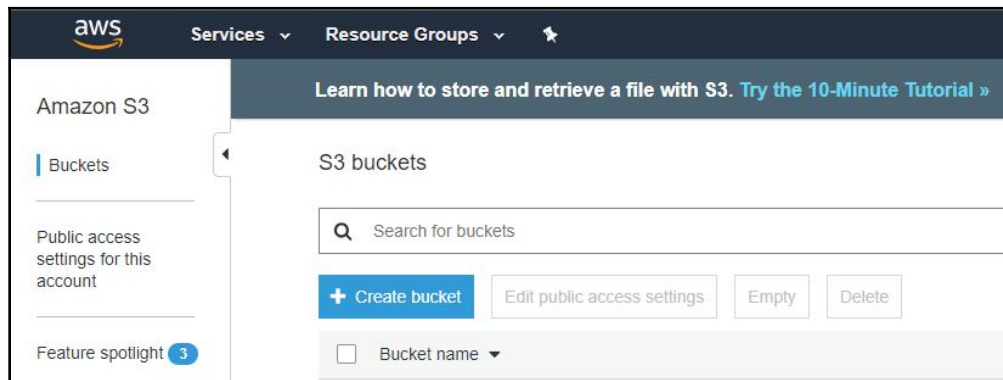 aws Services Resource Groups
Learn how to store and retrieve a file with S3. Try the 10-Minute Tutorial »
Amazon S3
Buckets
Public access
settings for this
account
Feature spotlight 3
S3 buckets
Search for buckets
+ Create bucket Edit public access settings Empty Delete
Bucket name